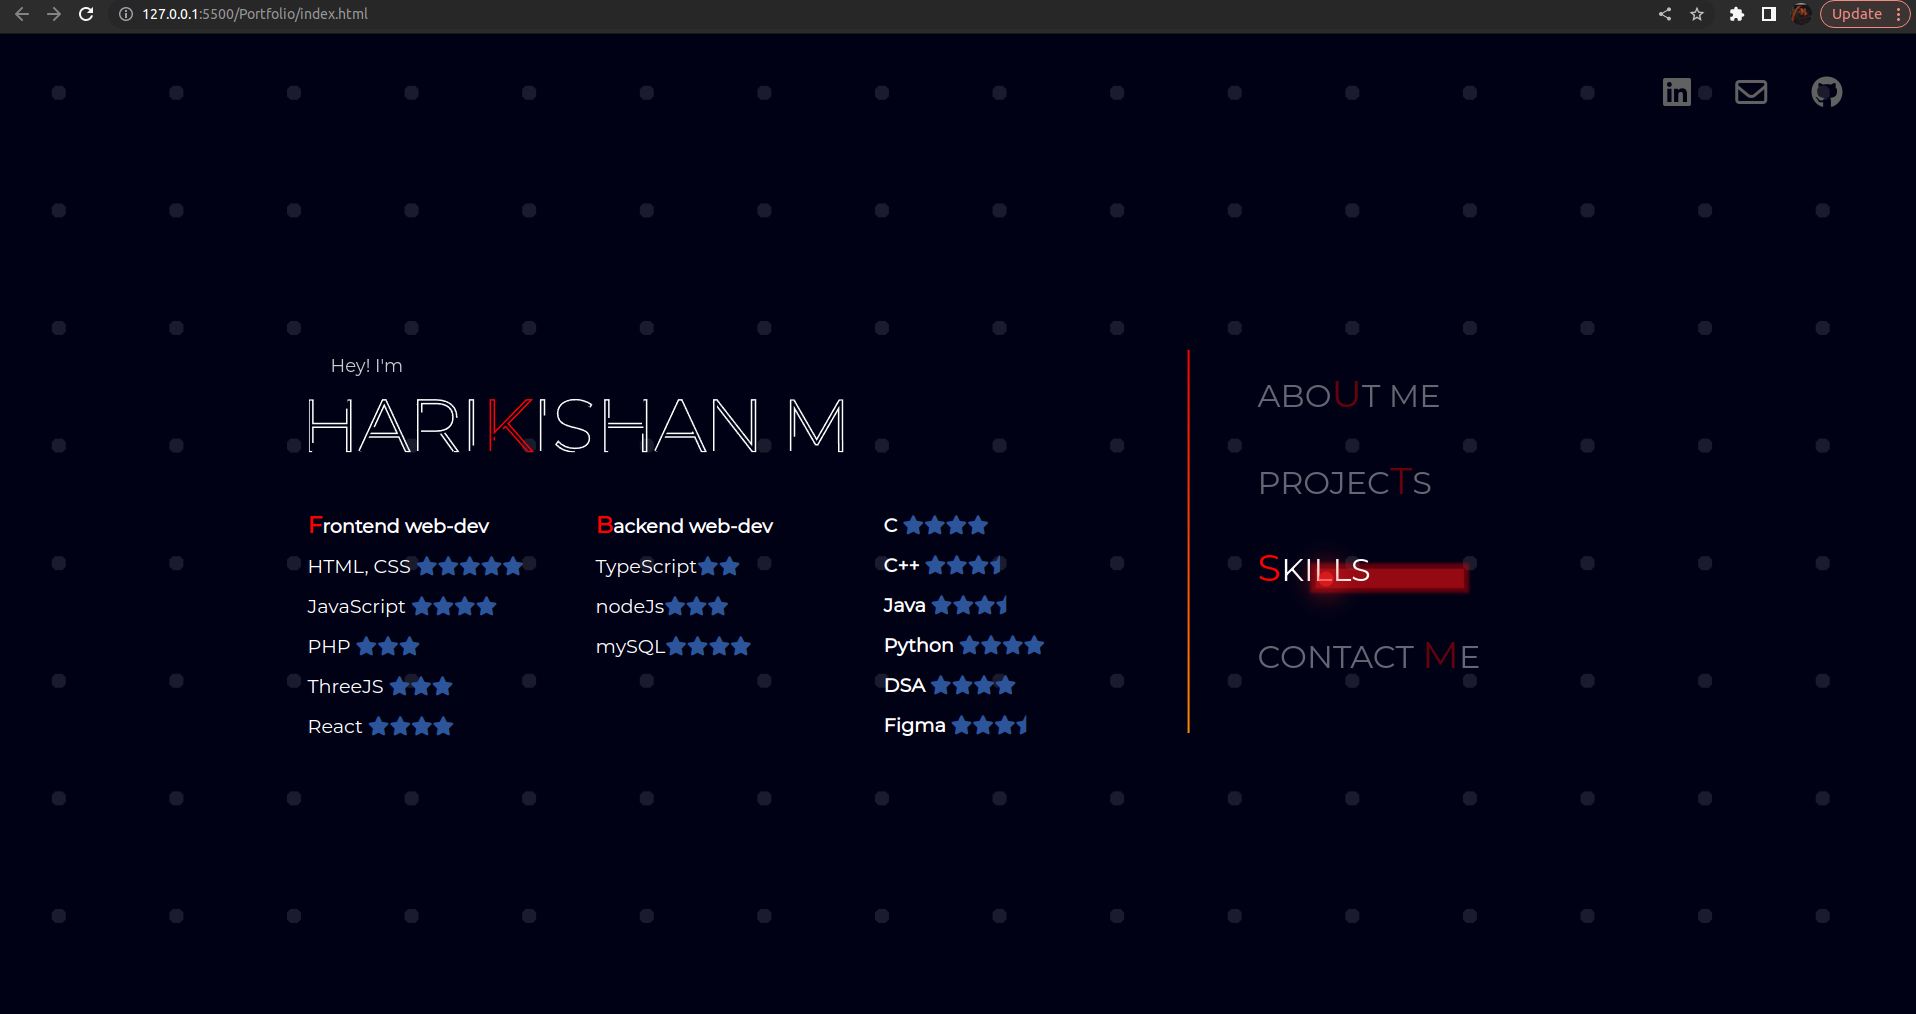 127.0.0.1:5500/Portfolio/index.html
Update
Hey! I'm
HARIKISHAN M
Frontend web-dev
HTML, CSS
JavaScript
PHP
ThreeJS
React
Backend web-dev
TypeScript
nodeJs
mySQL
C
C++
Java
Python
DSA
Figma
ABOUT ME
PROJECTS
SKILLS
CONTACT ME